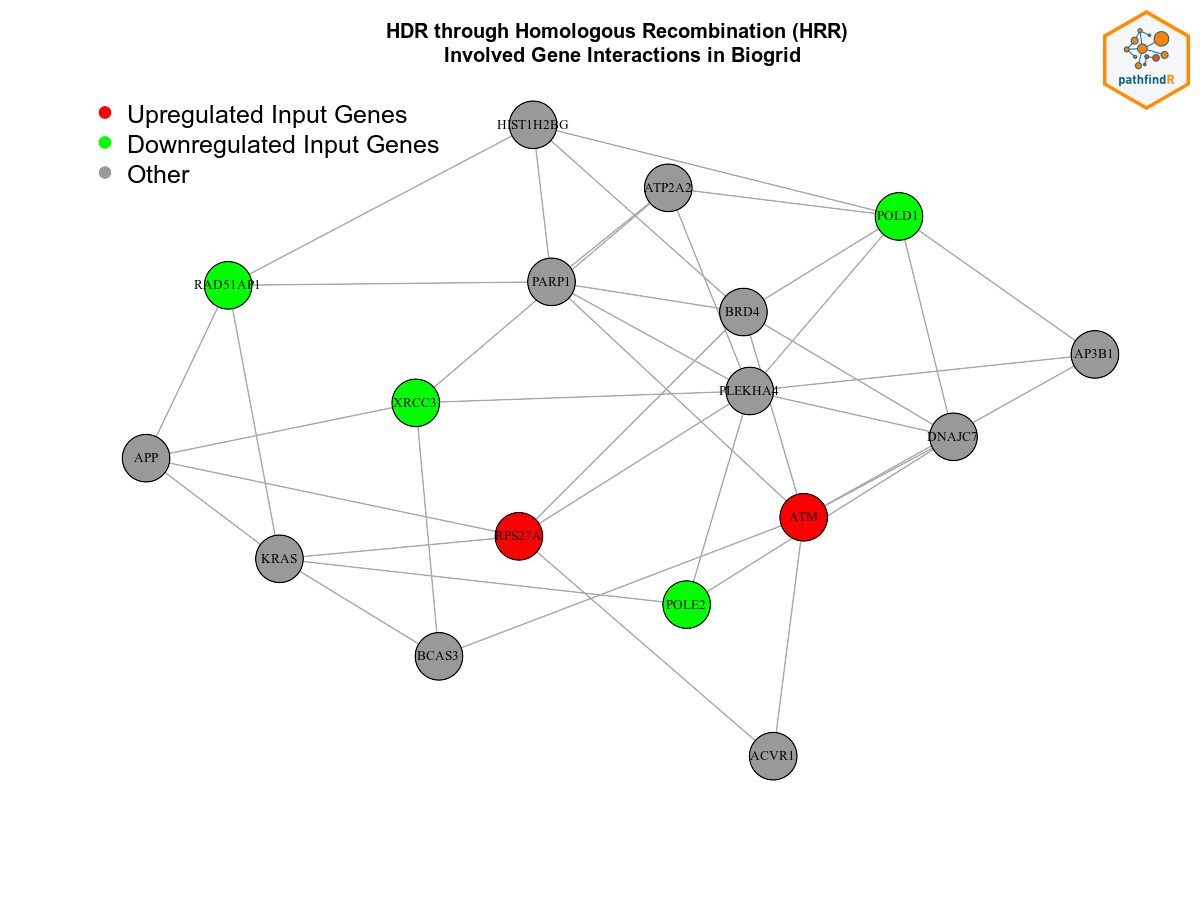 HDR through Homologous Recombination (HRR)
Involved Gene Interactions in Biogrid
pathfindR
Upregulated Input Genes
Downregulated Input Genes
Other
HIST1H2BG
ATP2A2
POLD1
RAD51AP1
PARP1
BRD4
AP3B1
PLEKHA4
XRCC3
DNAJC7
APP
ATM
RPS27A
KRAS
POLE2
BCAS3
ACVR1